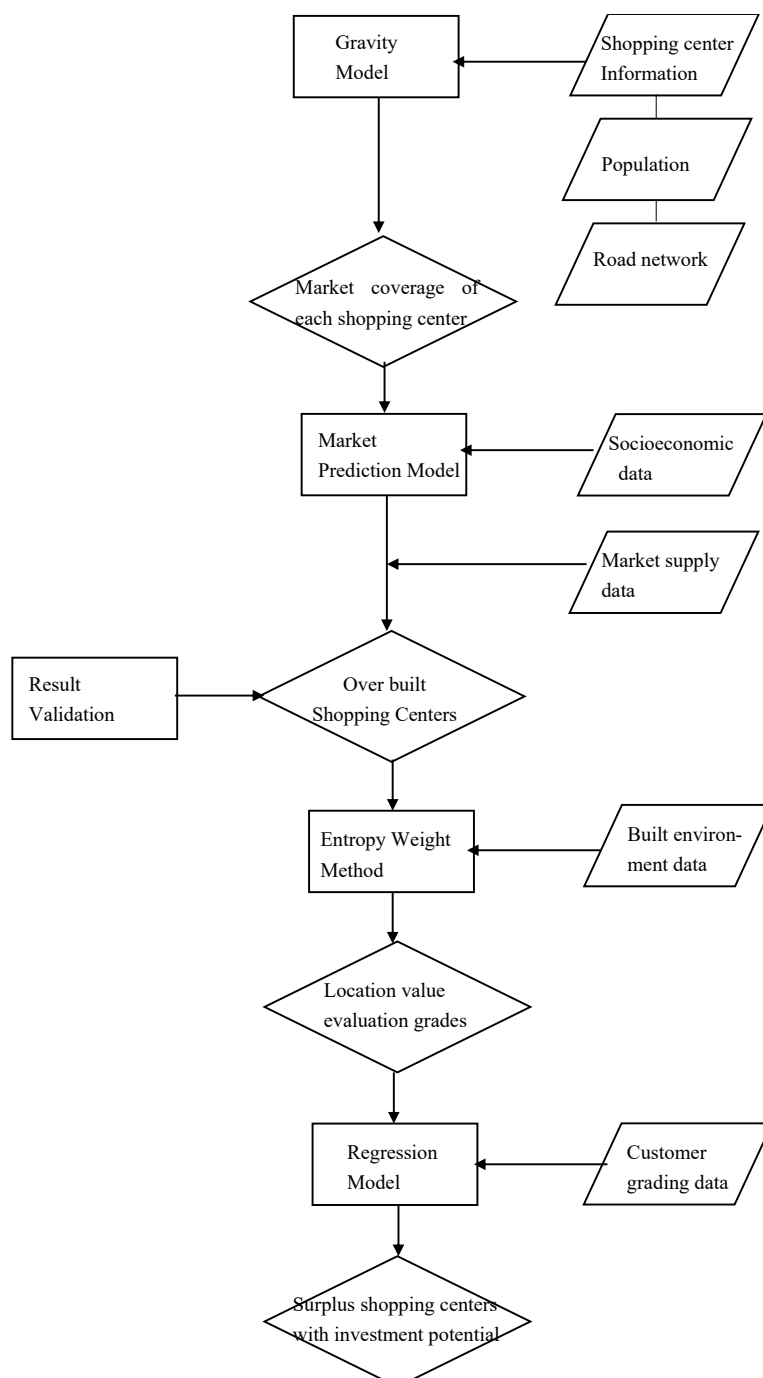 Gravity
Model
Shopping center
Information
Population
Road network
Market coverage of
each shopping center
Market
Prediction Model
Socioeconomic
data
Market supply
data
Result
Validation
Over built
Shopping Centers
Entropy Weight
Method
Built environ-
ment data
Location value
evaluation grades
Regression
Model
Customer
grading data
Surplus shopping centers
with investment potential